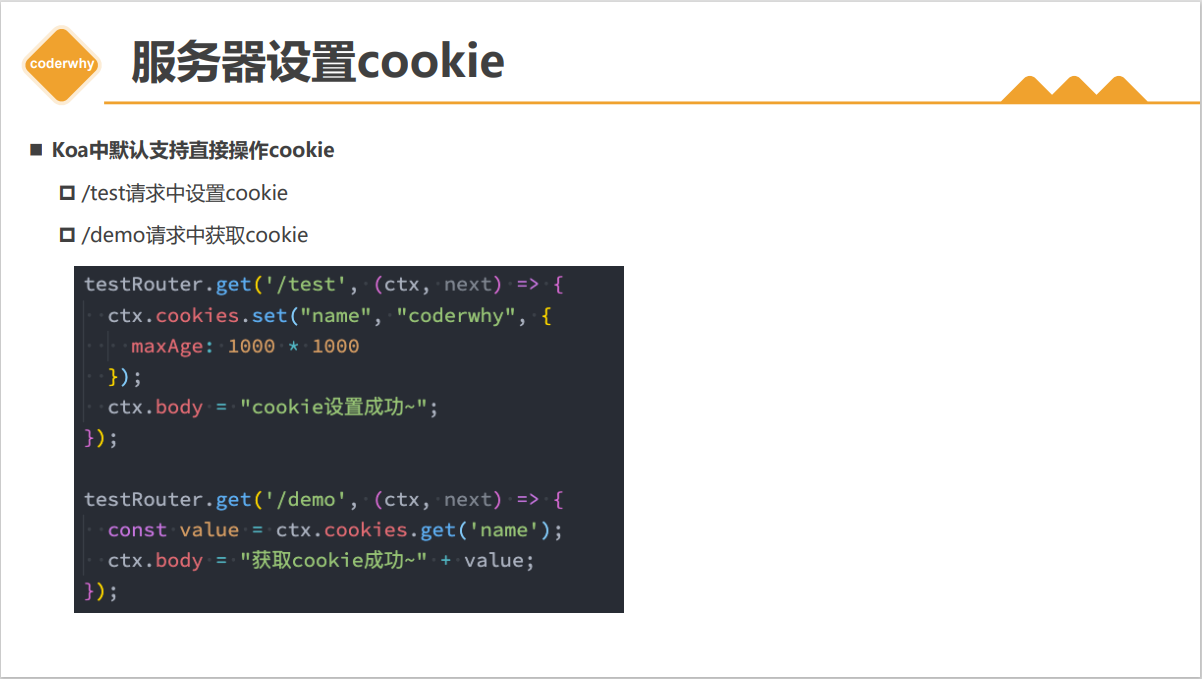 coderwhy
服务器设置cookie
Koa中默认支持直接操作cookie
/test请求中设置cookie
/demo请求中获取cookie
testRouter.get('/test', (ctx, next) => {
  ctx.cookies.set("name", "coderwhy", {
    maxAge: 1000 * 1000
  });
  ctx.body = "cookie设置成功~";
});

testRouter.get('/demo', (ctx, next) => {
  const value = ctx.cookies.get('name');
  ctx.body = "获取cookie成功~" + value;
});